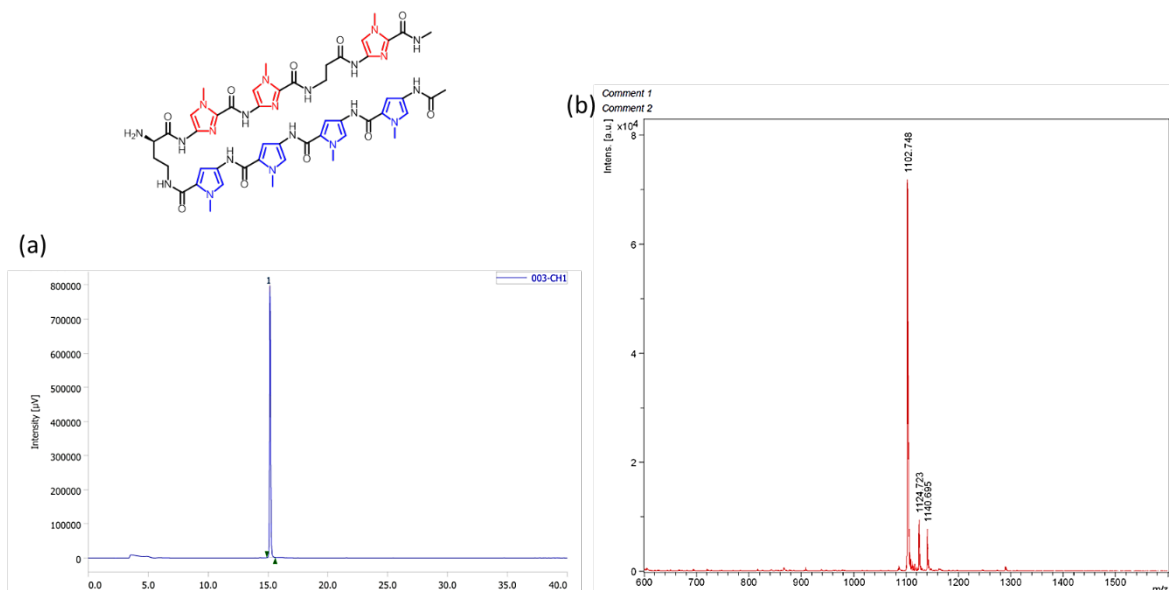 N
O
O
N
H
N
N
H
N
O
O
N
H
H
N
N
N
H
N
O
O
N
H
N
H2N
N
H
N
H
N
O
N
H
N
O
N
NH
O
N
O
(a)
003-CH1
1
800000
700000
600000
500000
400000
300000
200000
100000
0
Intensity [µV]
0.0 5.0 10.0 15.0 20.0 25.0 30.0 35.0 40.0
(b)
Comment 1
Comment 2
x10⁴
Intens. [a.u.]
8
6
4
2
0
1102.748
1124.723
1140.695
600 800 1000 1100 1200 1300 1400 1500